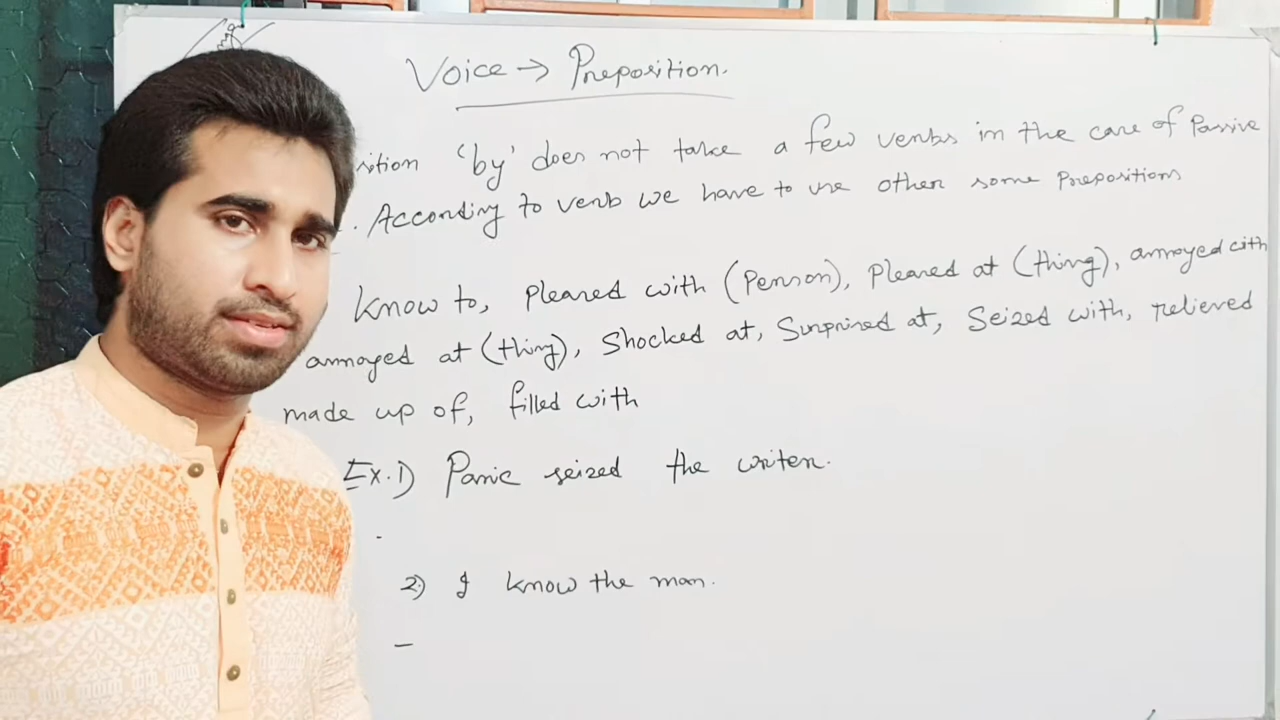 Voice → Preposition.
sition 'by' does not take a few verbs in the case of Passive
. According to verb we have to use other some prepositions
Know to, pleased with (Person), pleased at (thing), annoyed with
annoyed at (thing), Shocked at, Surprised at, Seized with, relieved
made up of, filled with
Ex. 1) Panic seized the writer.
-
2) I know the man.
-